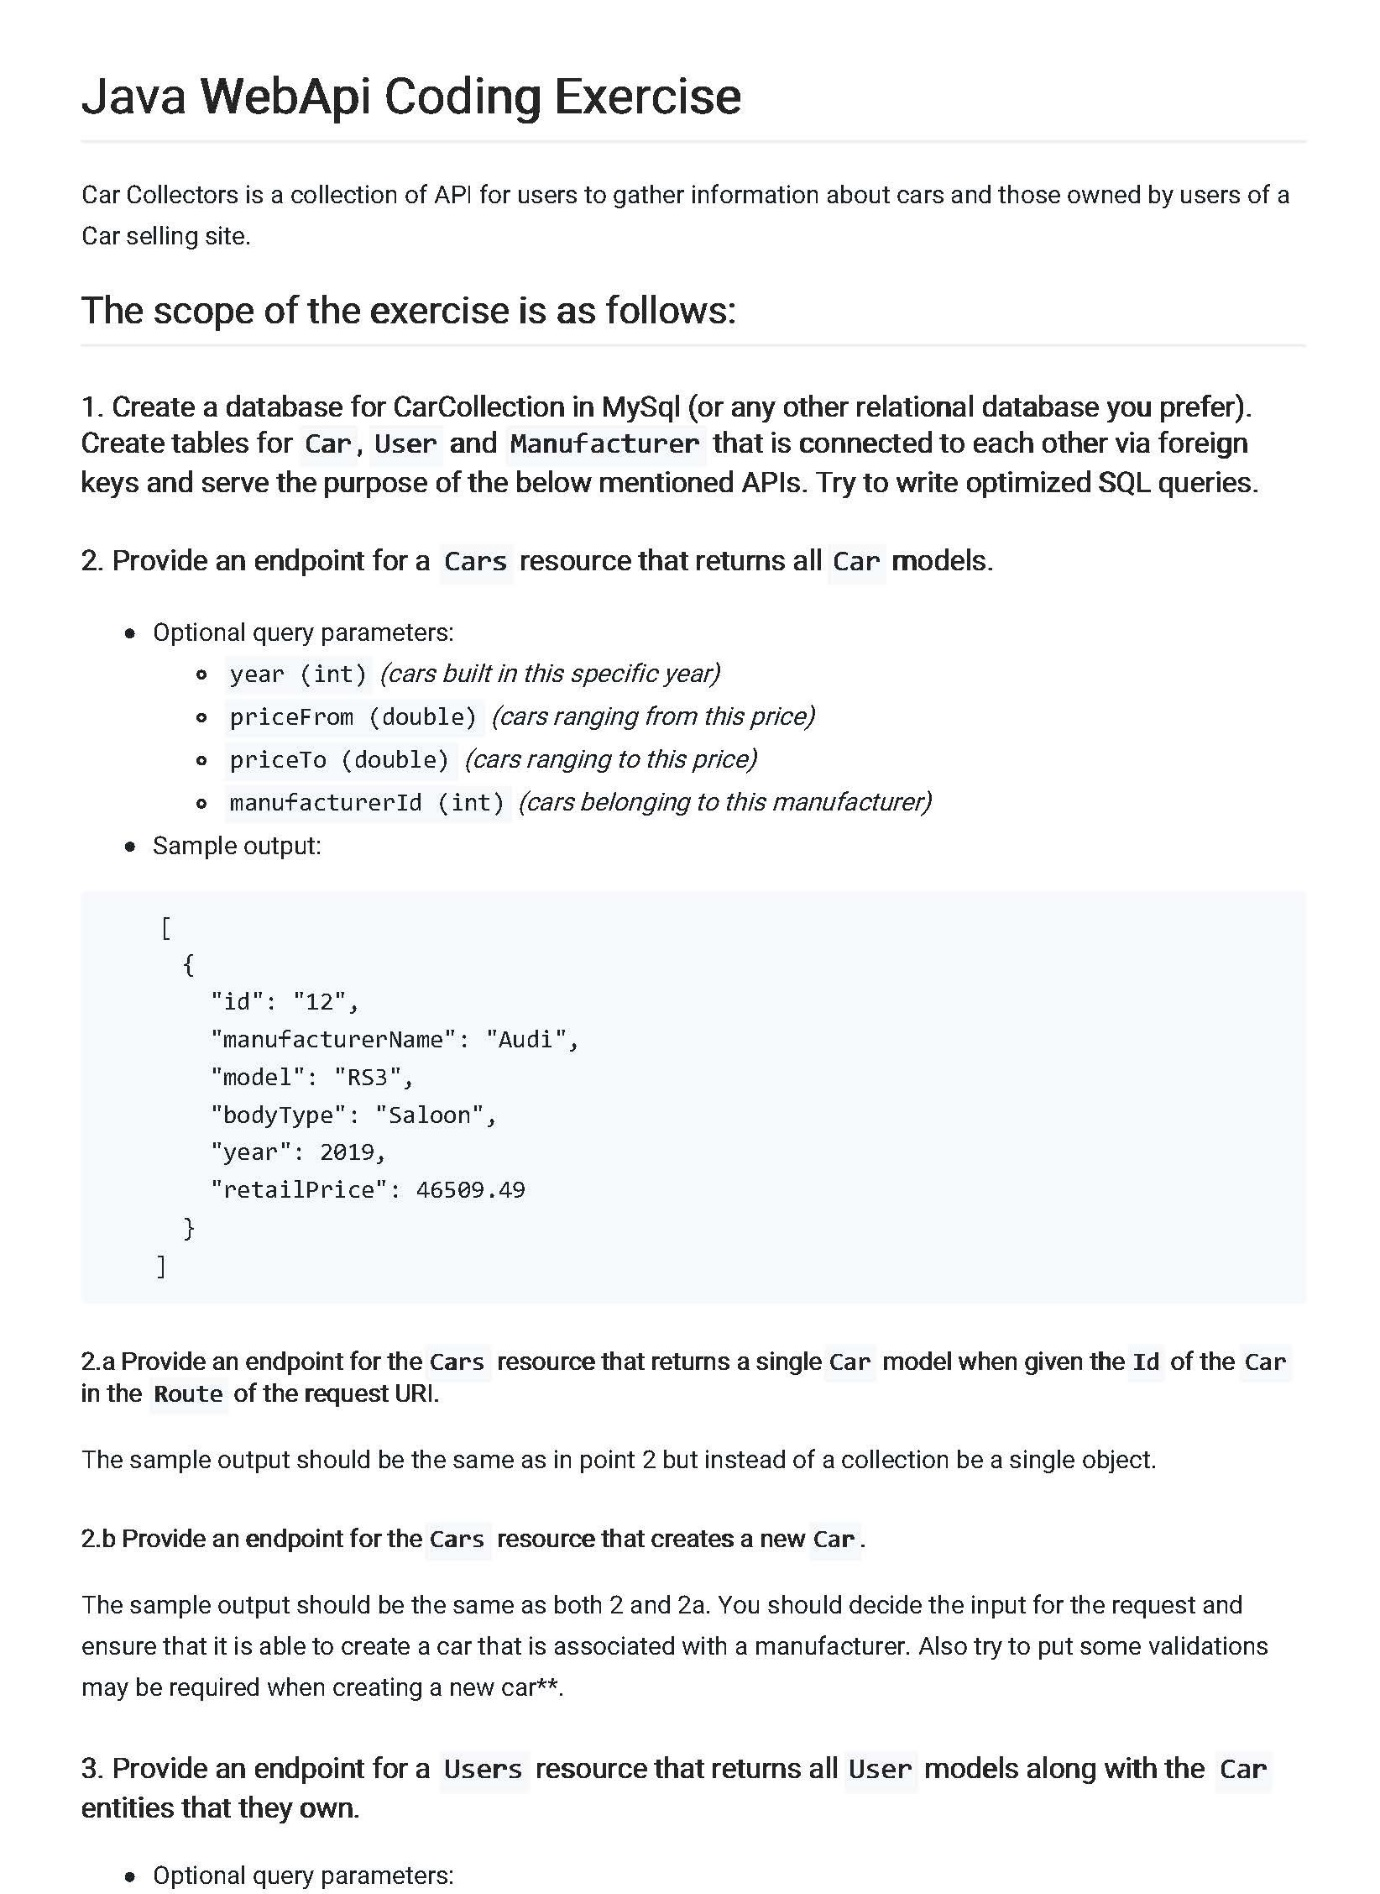 Java WebApi Coding Exercise
Car Collectors is a collection of API for users to gather information about cars and those owned by users of a
Car selling site.
The scope of the exercise is as follows:
1. Create a database for CarCollection in MySql (or any other relational database you prefer).
Create tables for Car, User and Manufacturer that is connected to each other via foreign
keys and serve the purpose of the below mentioned APIs. Try to write optimized SQL queries.
2. Provide an endpoint for a Cars resource that returns all Car models.
• Optional query parameters:
year (int) (cars built in this specific year)
priceFrom (double) (cars ranging from this price)
priceTo (double) (cars ranging to this price)
manufacturerId (int) (cars belonging to this manufacturer)
• Sample output:
[
{
"id": "12",
"manufacturerName": "Audi",
"model": "RS3",
"bodyType": "Saloon",
"year": 2019,
"retailPrice": 46509.49
}
]
2.a Provide an endpoint for the Cars resource that returns a single Car model when given the Id of the Car
in the Route of the request URI.
The sample output should be the same as in point 2 but instead of a collection be a single object.
2.b Provide an endpoint for the Cars resource that creates a new Car.
The sample output should be the same as both 2 and 2a. You should decide the input for the request and
ensure that it is able to create a car that is associated with a manufacturer. Also try to put some validations
may be required when creating a new car**.
3. Provide an endpoint for a Users resource that returns all User models along with the Car
entities that they own.
• Optional query parameters: